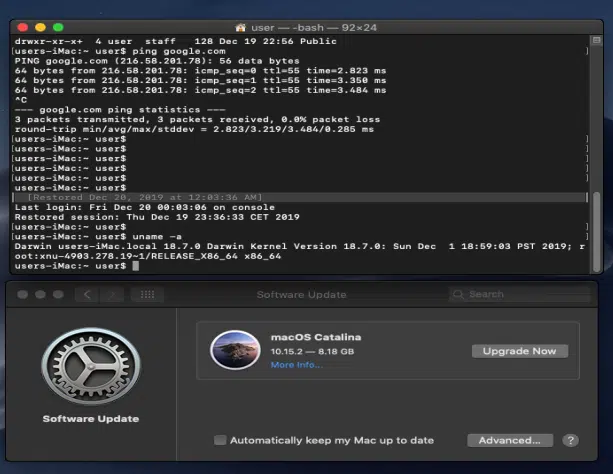 user — -bash — 92×24
drwxr-xr-x+  4 user  staff   128 Dec 19 22:56 Public
[users-iMac:~ user$ ping google.com ]
PING google.com (216.58.201.78): 56 data bytes
64 bytes from 216.58.201.78: icmp_seq=0 ttl=55 time=2.823 ms
64 bytes from 216.58.201.78: icmp_seq=1 ttl=55 time=3.350 ms
64 bytes from 216.58.201.78: icmp_seq=2 ttl=55 time=3.484 ms
^C
--- google.com ping statistics ---
3 packets transmitted, 3 packets received, 0.0% packet loss
round-trip min/avg/max/stddev = 2.823/3.219/3.484/0.285 ms
[users-iMac:~ user$ ]
[users-iMac:~ user$ ]
[users-iMac:~ user$ ]
[users-iMac:~ user$ ]
[users-iMac:~ user$ ]
users-iMac:~ user$
[Restored Dec 20, 2019 at 12:03:36 AM]
Last login: Fri Dec 20 00:03:06 on console
Restored session: Thu Dec 19 23:36:33 CET 2019
[users-iMac:~ user$ ]
[users-iMac:~ user$ uname -a ]
Darwin users-iMac.local 18.7.0 Darwin Kernel Version 18.7.0: Sun Dec  1 18:59:03 PST 2019; r
oot:xnu-4903.278.19~1/RELEASE_X86_64 x86_64
users-iMac:~ user$
Software Update
Search
macOS Catalina
10.15.2 — 8.18 GB
More Info...
Upgrade Now
Software Update
Automatically keep my Mac up to date
Advanced...
?